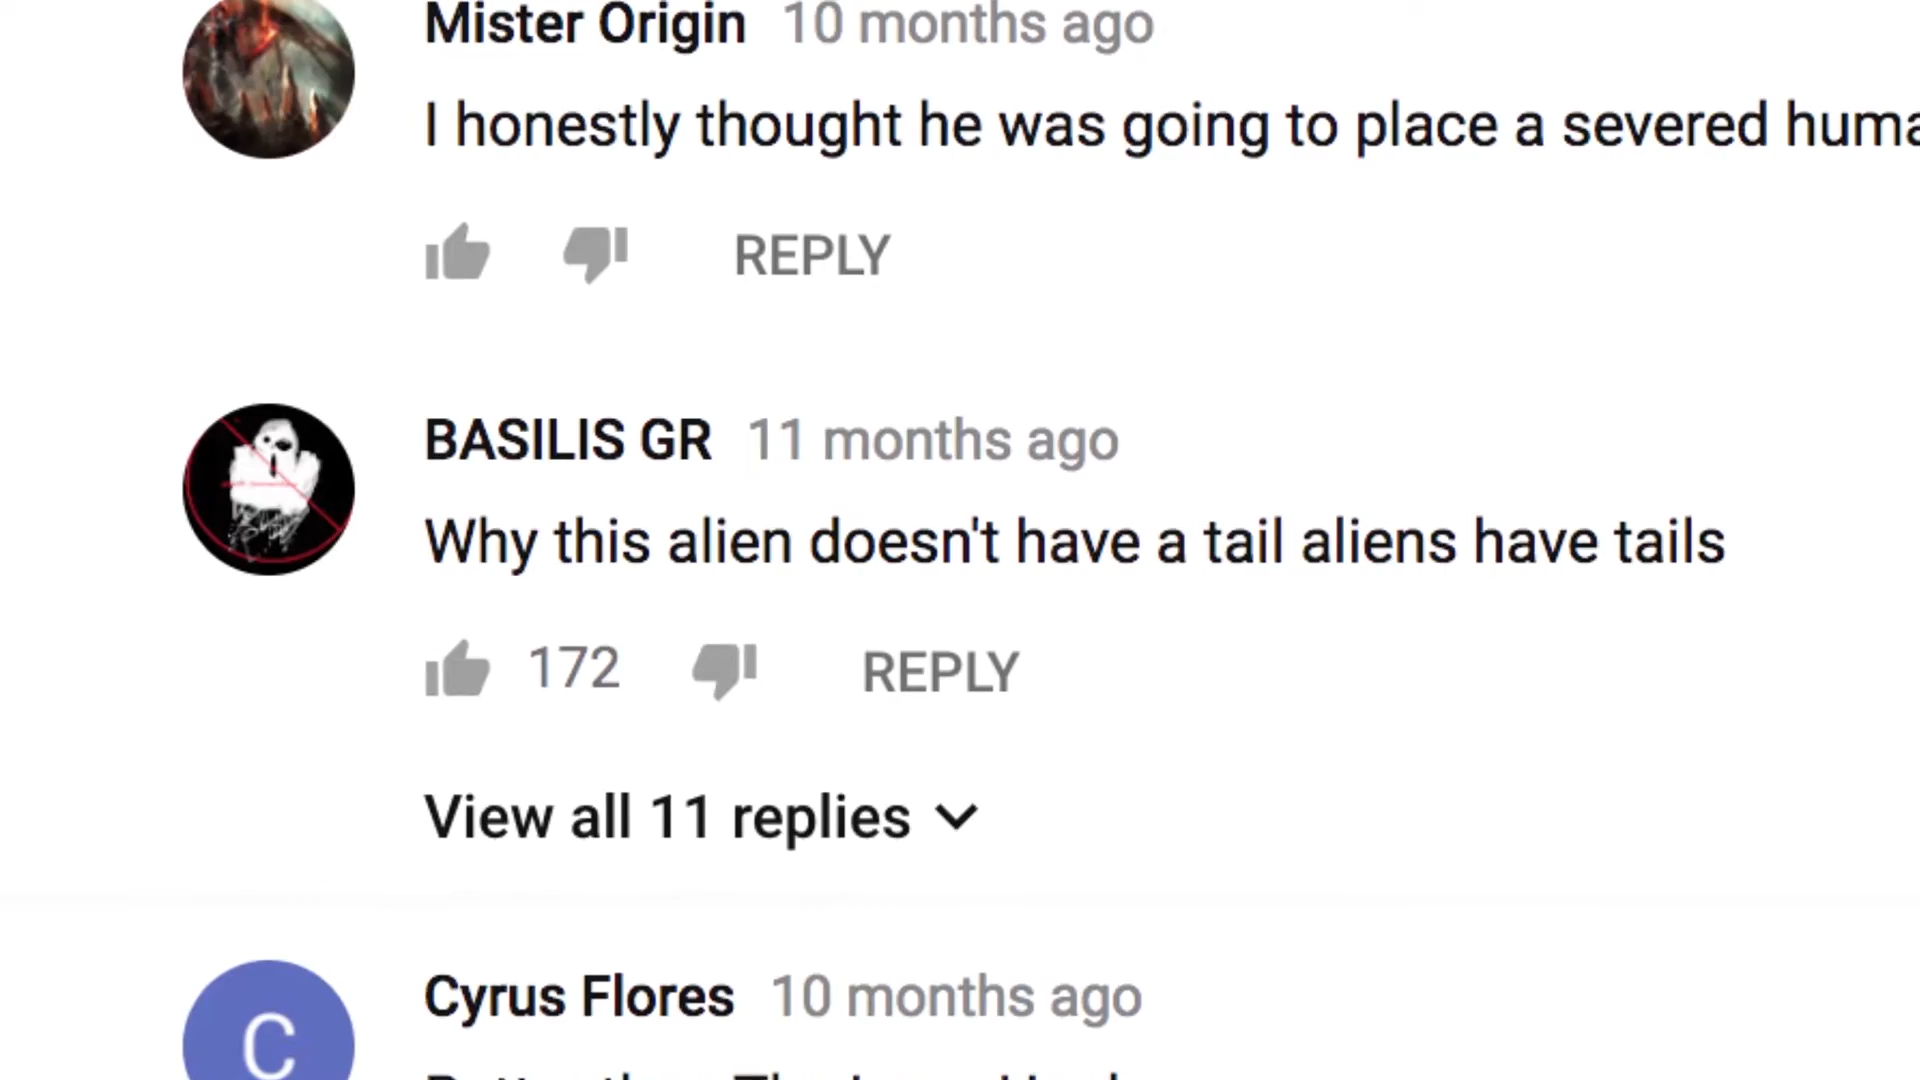 Mister Origin 10 months ago
I honestly thought he was going to place a severed
REPLY
BASILIS GR 11 months ago
Why this alien doesn't have a tail aliens have tails
172 REPLY
View all 11 replies
C Cyrus Flores 10 months ago